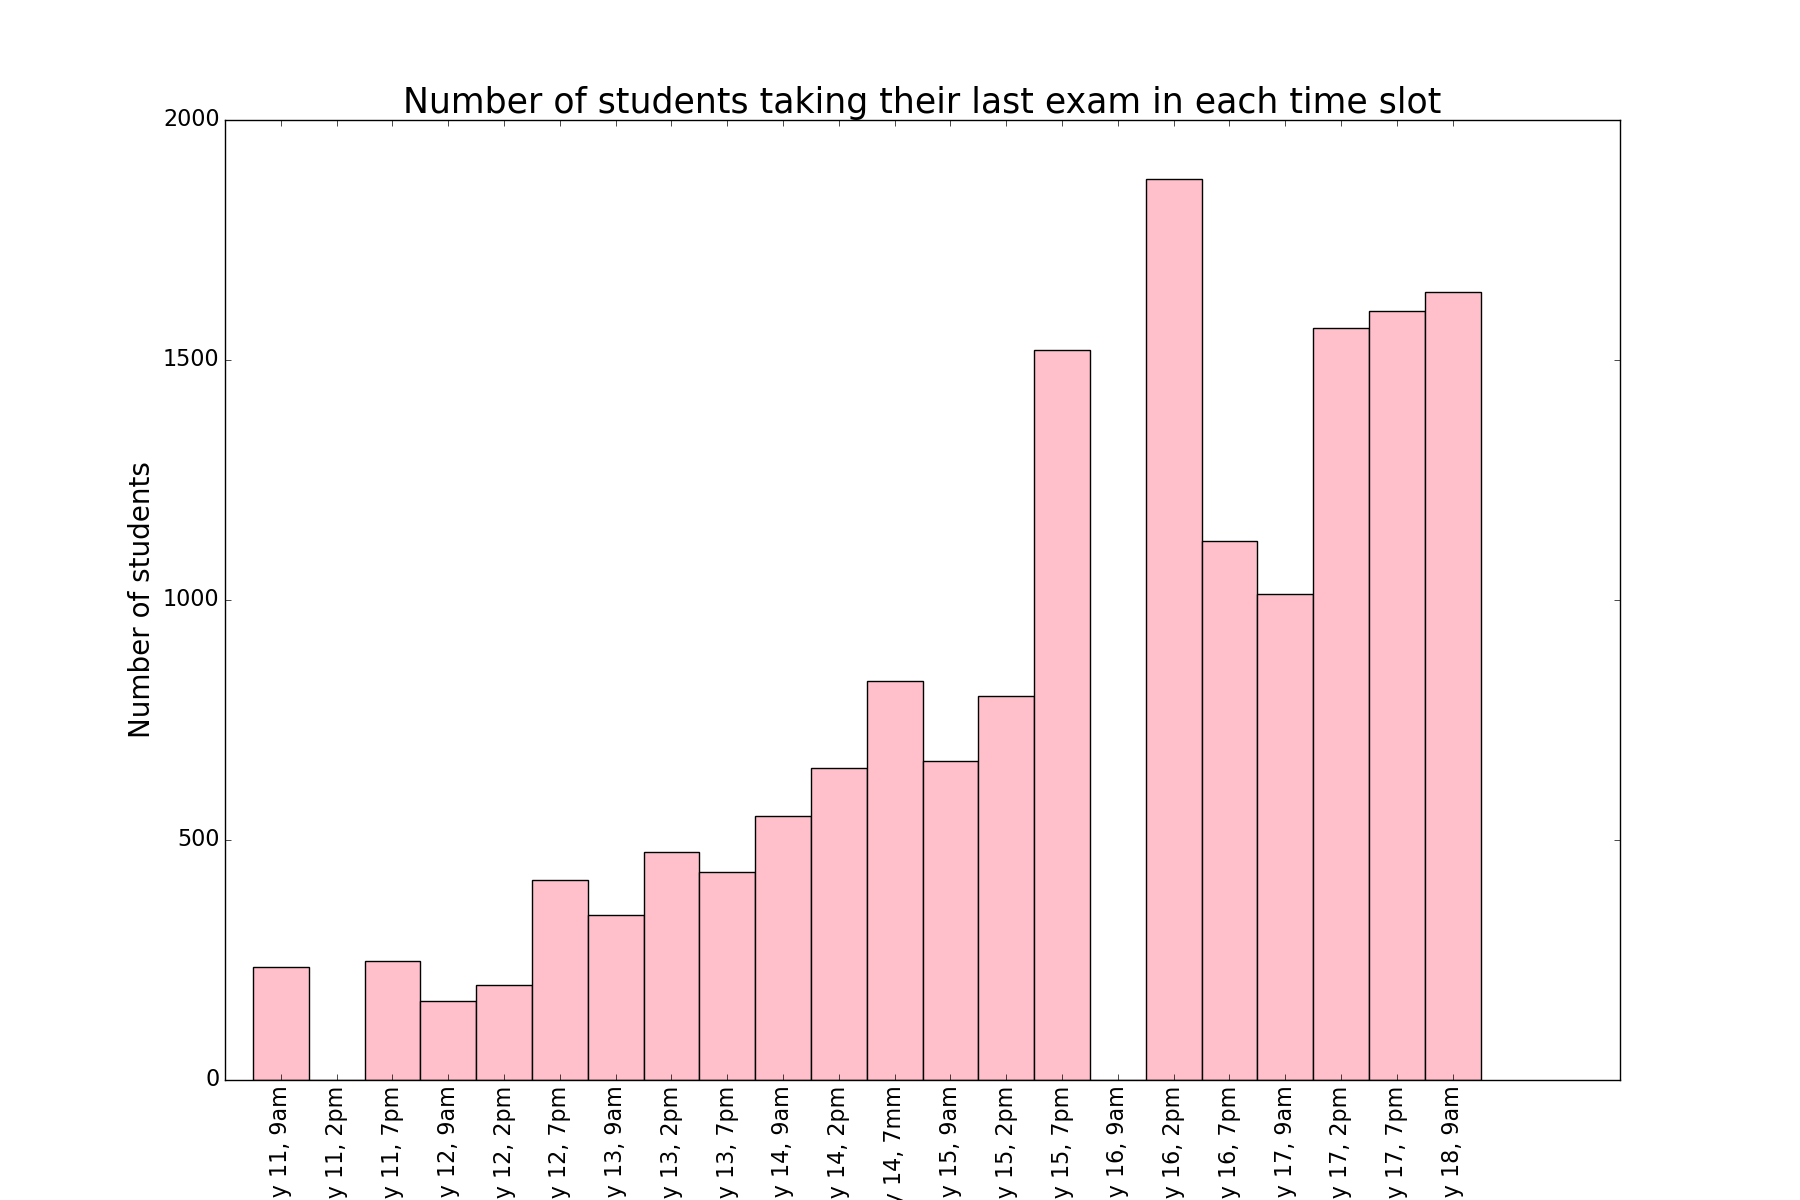 Number of students taking their last exam in each time slot
Number of students
2000
1500
1000
500
0
y 11, 9am
y 11, 2pm
y 11, 7pm
y 12, 9am
y 12, 2pm
y 12, 7pm
y 13, 9am
y 13, 2pm
y 13, 7pm
y 14, 9am
y 14, 2pm
y 14, 7mm
y 15, 9am
y 15, 2pm
y 15, 7pm
y 16, 9am
y 16, 2pm
y 16, 7pm
y 17, 9am
y 17, 2pm
y 17, 7pm
y 18, 9am